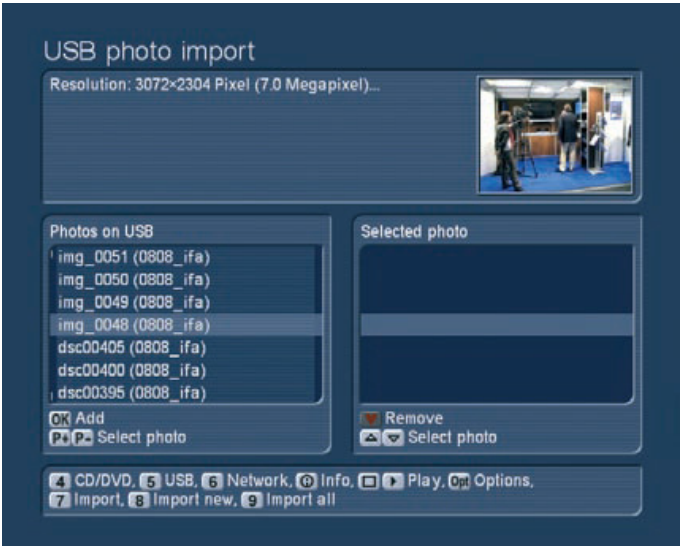 USB photo import
Resolution: 3072×2304 Pixel (7.0 Megapixel)...
Photos on USB
img_0051 (0808_ifa)
img_0050 (0808_ifa)
img_0049 (0808_ifa)
img_0048 (0808_ifa)
dsc00405 (0808_ifa)
dsc00400 (0808_ifa)
dsc00395 (0808_ifa)
OK Add
P+ P- Select photo
Selected photo
Remove
Select photo
4 CD/DVD, 5 USB, 6 Network, Info, Play, Opt Options,
7 Import, 8 Import new, 9 Import all